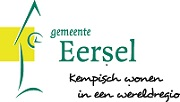 gemeente
Eersel
Kempisch wonen
in een wereldregio